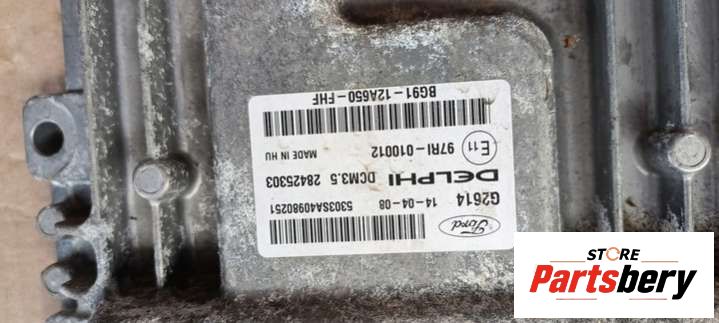 Ford
G2614 14-04-08 5303SAA0980251
DELPHI DCM3.5 28425303
E11 97RI-010012 MADE IN HU
BG91-12A650-FHF
STORE
Partsbery